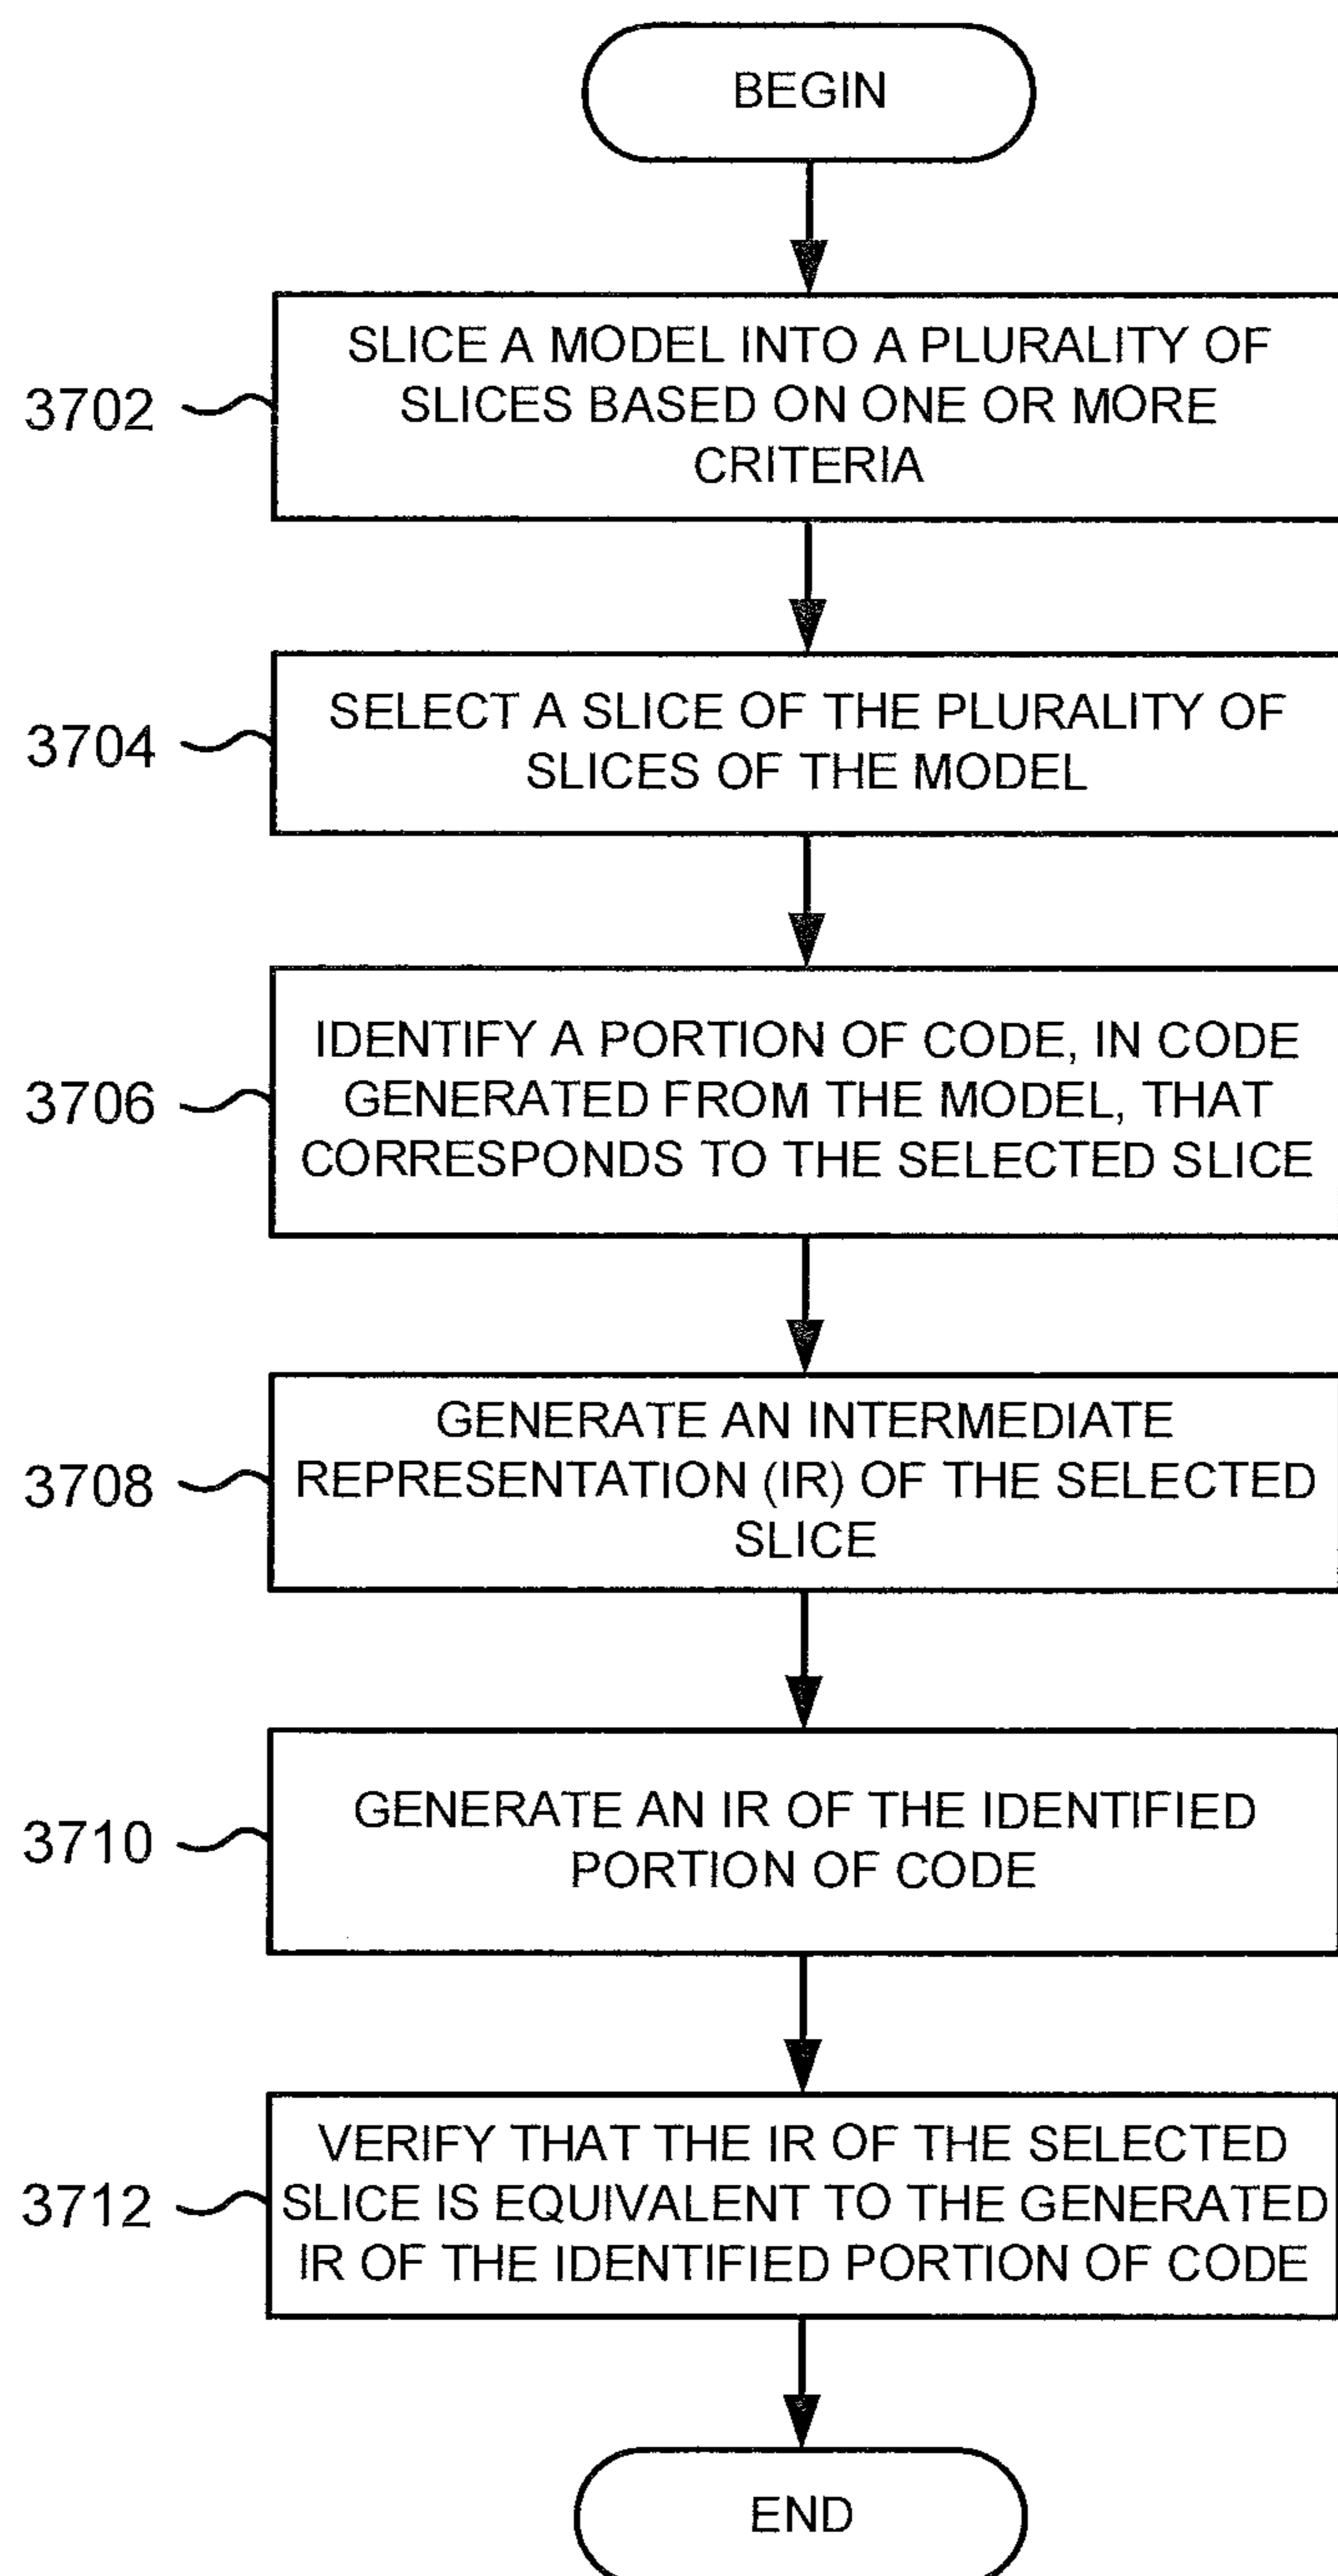 BEGIN
3702
SLICE A MODEL INTO A PLURALITY OF
SLICES BASED ON ONE OR MORE
CRITERIA
3704
SELECT A SLICE OF THE PLURALITY OF
SLICES OF THE MODEL
3706
IDENTIFY A PORTION OF CODE, IN CODE
GENERATED FROM THE MODEL, THAT
CORRESPONDS TO THE SELECTED SLICE
3708
GENERATE AN INTERMEDIATE
REPRESENTATION (IR) OF THE SELECTED
SLICE
3710
GENERATE AN IR OF THE IDENTIFIED
PORTION OF CODE
3712
VERIFY THAT THE IR OF THE SELECTED
SLICE IS EQUIVALENT TO THE GENERATED
IR OF THE IDENTIFIED PORTION OF CODE
END